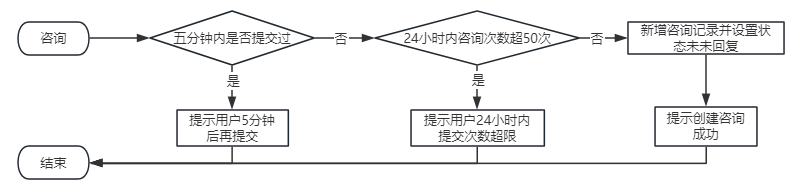 咨询
五分钟内是否提交过
否
24小时内咨询次数超50次
否
新增咨询记录并设置状
态未未回复
是
是
提示用户5分钟
后再提交
提示用户24小时内
提交次数超限
提示创建咨询
成功
结束